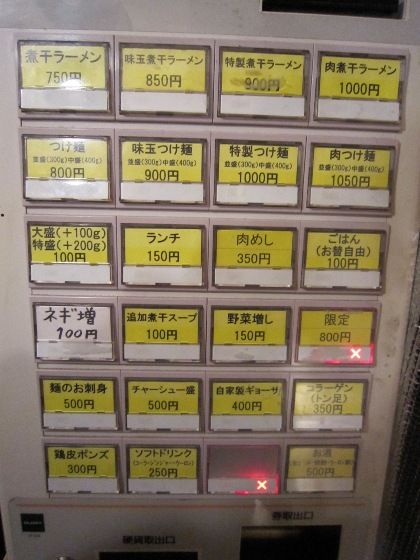 煮干ラーメン
750円
味玉煮干ラーメン
850円
特製煮干ラーメン
900円
肉煮干ラーメン
1000円
つけ麺
並盛(300g)中盛(400g)
800円
味玉つけ麺
並盛(300g)中盛(400g)
900円
特製つけ麺
並盛(300g)中盛(400g)
1000円
肉つけ麺
並盛(300g)中盛(400g)
1050円
大盛(+100g)
特盛(+200g)
100円
ランチ
150円
肉めし
350円
ごはん
(お替自由)
100円
ネギ増
100円
追加煮干スープ
100円
野菜増し
150円
限定
800円
×
麺のお刺身
500円
チャーシュー盛
500円
自家製ギョーザ
400円
コラーゲン
(トン足)
350円
鶏皮ポンズ
300円
ソフトドリンク
250円
×
お酒
500円
硬貨取出口
券取出口